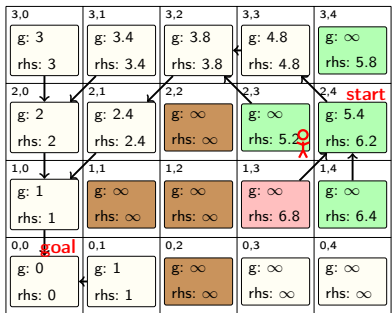 3,0 3,1 3,2 3,3 3,4
g: 3 g: 3.4 g: 3.8 g: 4.8 g: ∞
rhs: 3 rhs: 3.4 rhs: 3.8 rhs: 4.8 rhs: 5.8
2,0 2,1 2,2 2,3 2,4 start
g: 2 g: 2.4 g: ∞ g: ∞ g: 5.4
rhs: 2 rhs: 2.4 rhs: ∞ rhs: 5.2 rhs: 6.2
1,0 1,1 1,2 1,3 1,4
g: 1 g: ∞ g: ∞ g: ∞ g: ∞
rhs: 1 rhs: ∞ rhs: ∞ rhs: 6.8 rhs: 6.4
0,0 goal 0,1 0,2 0,3 0,4
g: 0 g: 1 g: ∞ g: ∞ g: ∞
rhs: 0 rhs: 1 rhs: ∞ rhs: ∞ rhs: ∞